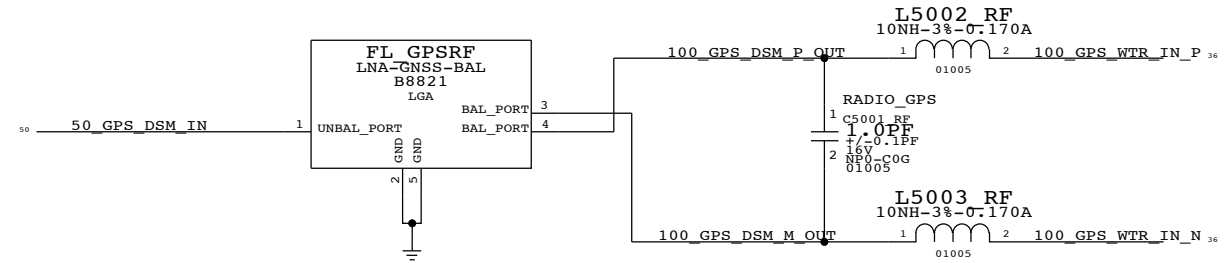 L5002_RF
10NH-3%-0.170A
FL_GPSRF
LNA-GNSS-BAL
B8821
LGA
100_GPS_DSM_P_OUT
1
2
100_GPS_WTR_IN_P
36
01005
BAL_PORT
3
RADIO_GPS
1
C5001_RF
50
50_GPS_DSM_IN
1
UNBAL_PORT
BAL_PORT
4
1.0PF
+/-0.1PF
16V
2
NP0-C0G
01005
GND
GND
2
5
L5003_RF
10NH-3%-0.170A
100_GPS_DSM_M_OUT
1
2
100_GPS_WTR_IN_N
36
01005